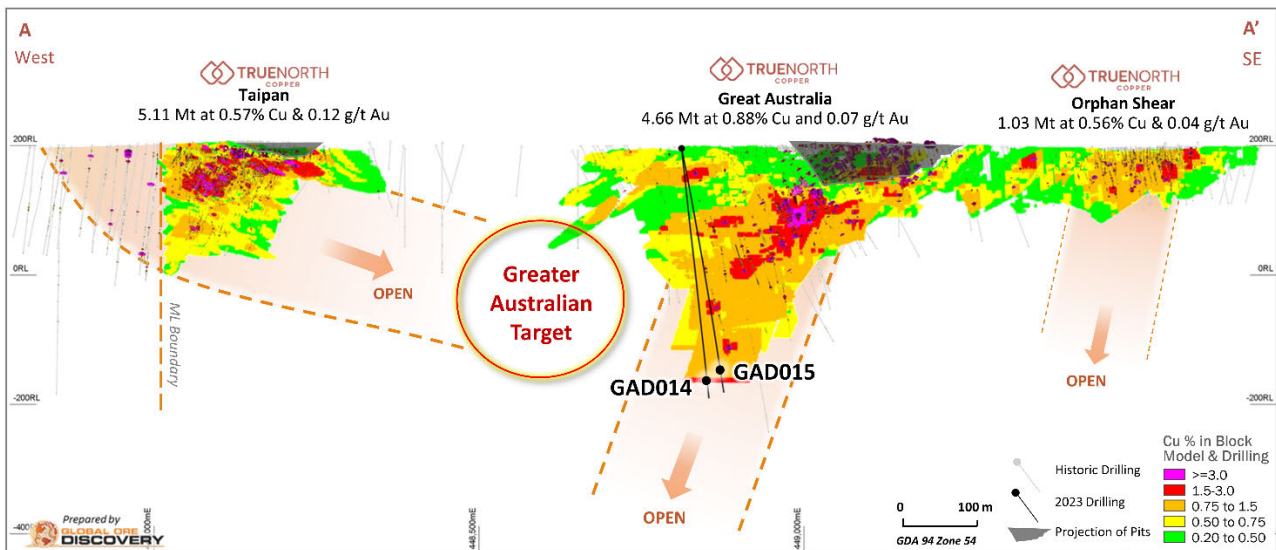 A
West
A'
SE
TRUENORTH
COPPER
Taipan
5.11 Mt at 0.57% Cu & 0.12 g/t Au
TRUENORTH
COPPER
Great Australia
4.66 Mt at 0.88% Cu and 0.07 g/t Au
TRUENORTH
COPPER
Orphan Shear
1.03 Mt at 0.56% Cu & 0.04 g/t Au
200RL
200RL
0RL
0RL
OPEN
Greater
Australian
Target
ML Boundary
GAD014
GAD015
OPEN
-200RL
-200RL
OPEN
Historic Drilling
2023 Drilling
Projection of Pits
Cu % in Block
Model & Drilling
>=3.0
1.5-3.0
0.75 to 1.5
0.50 to 0.75
0.20 to 0.50
0 100 m
GDA 94 Zone 54
Prepared by
GLOBAL ORE
DISCOVERY
448,500mE
449,000mE